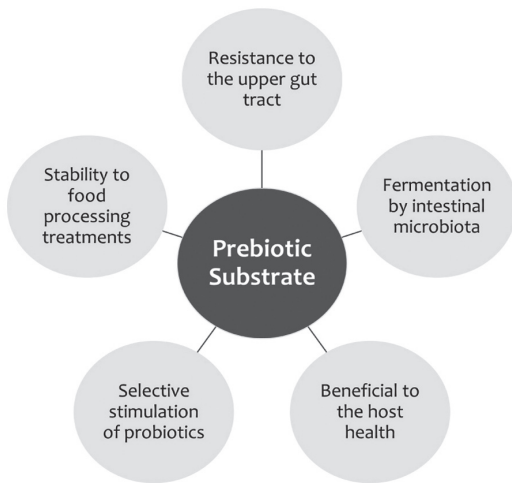 Resistance to
the upper gut
tract
Stability to
food
processing
treatments
Fermentation
by intestinal
microbiota
Prebiotic
Substrate
Selective
stimulation
of probiotics
Beneficial to
the host
health